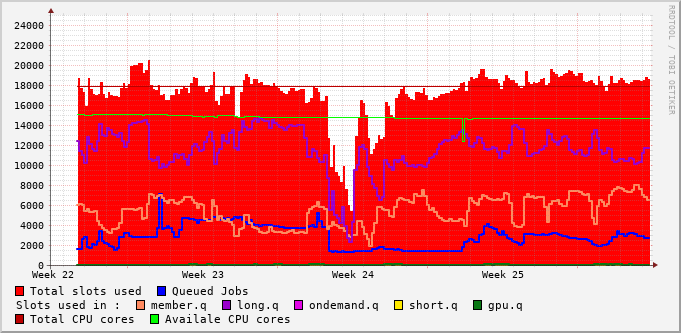 24000
22000
20000
18000
16000
14000
12000
10000
8000
6000
4000
2000
0
Week 22 Week 23 Week 24 Week 25
RRDTOOL / TOBI OETIKER
Total slots used Queued Jobs
Slots used in : member.q long.q ondemand.q short.q gpu.q
Total CPU cores Availale CPU cores